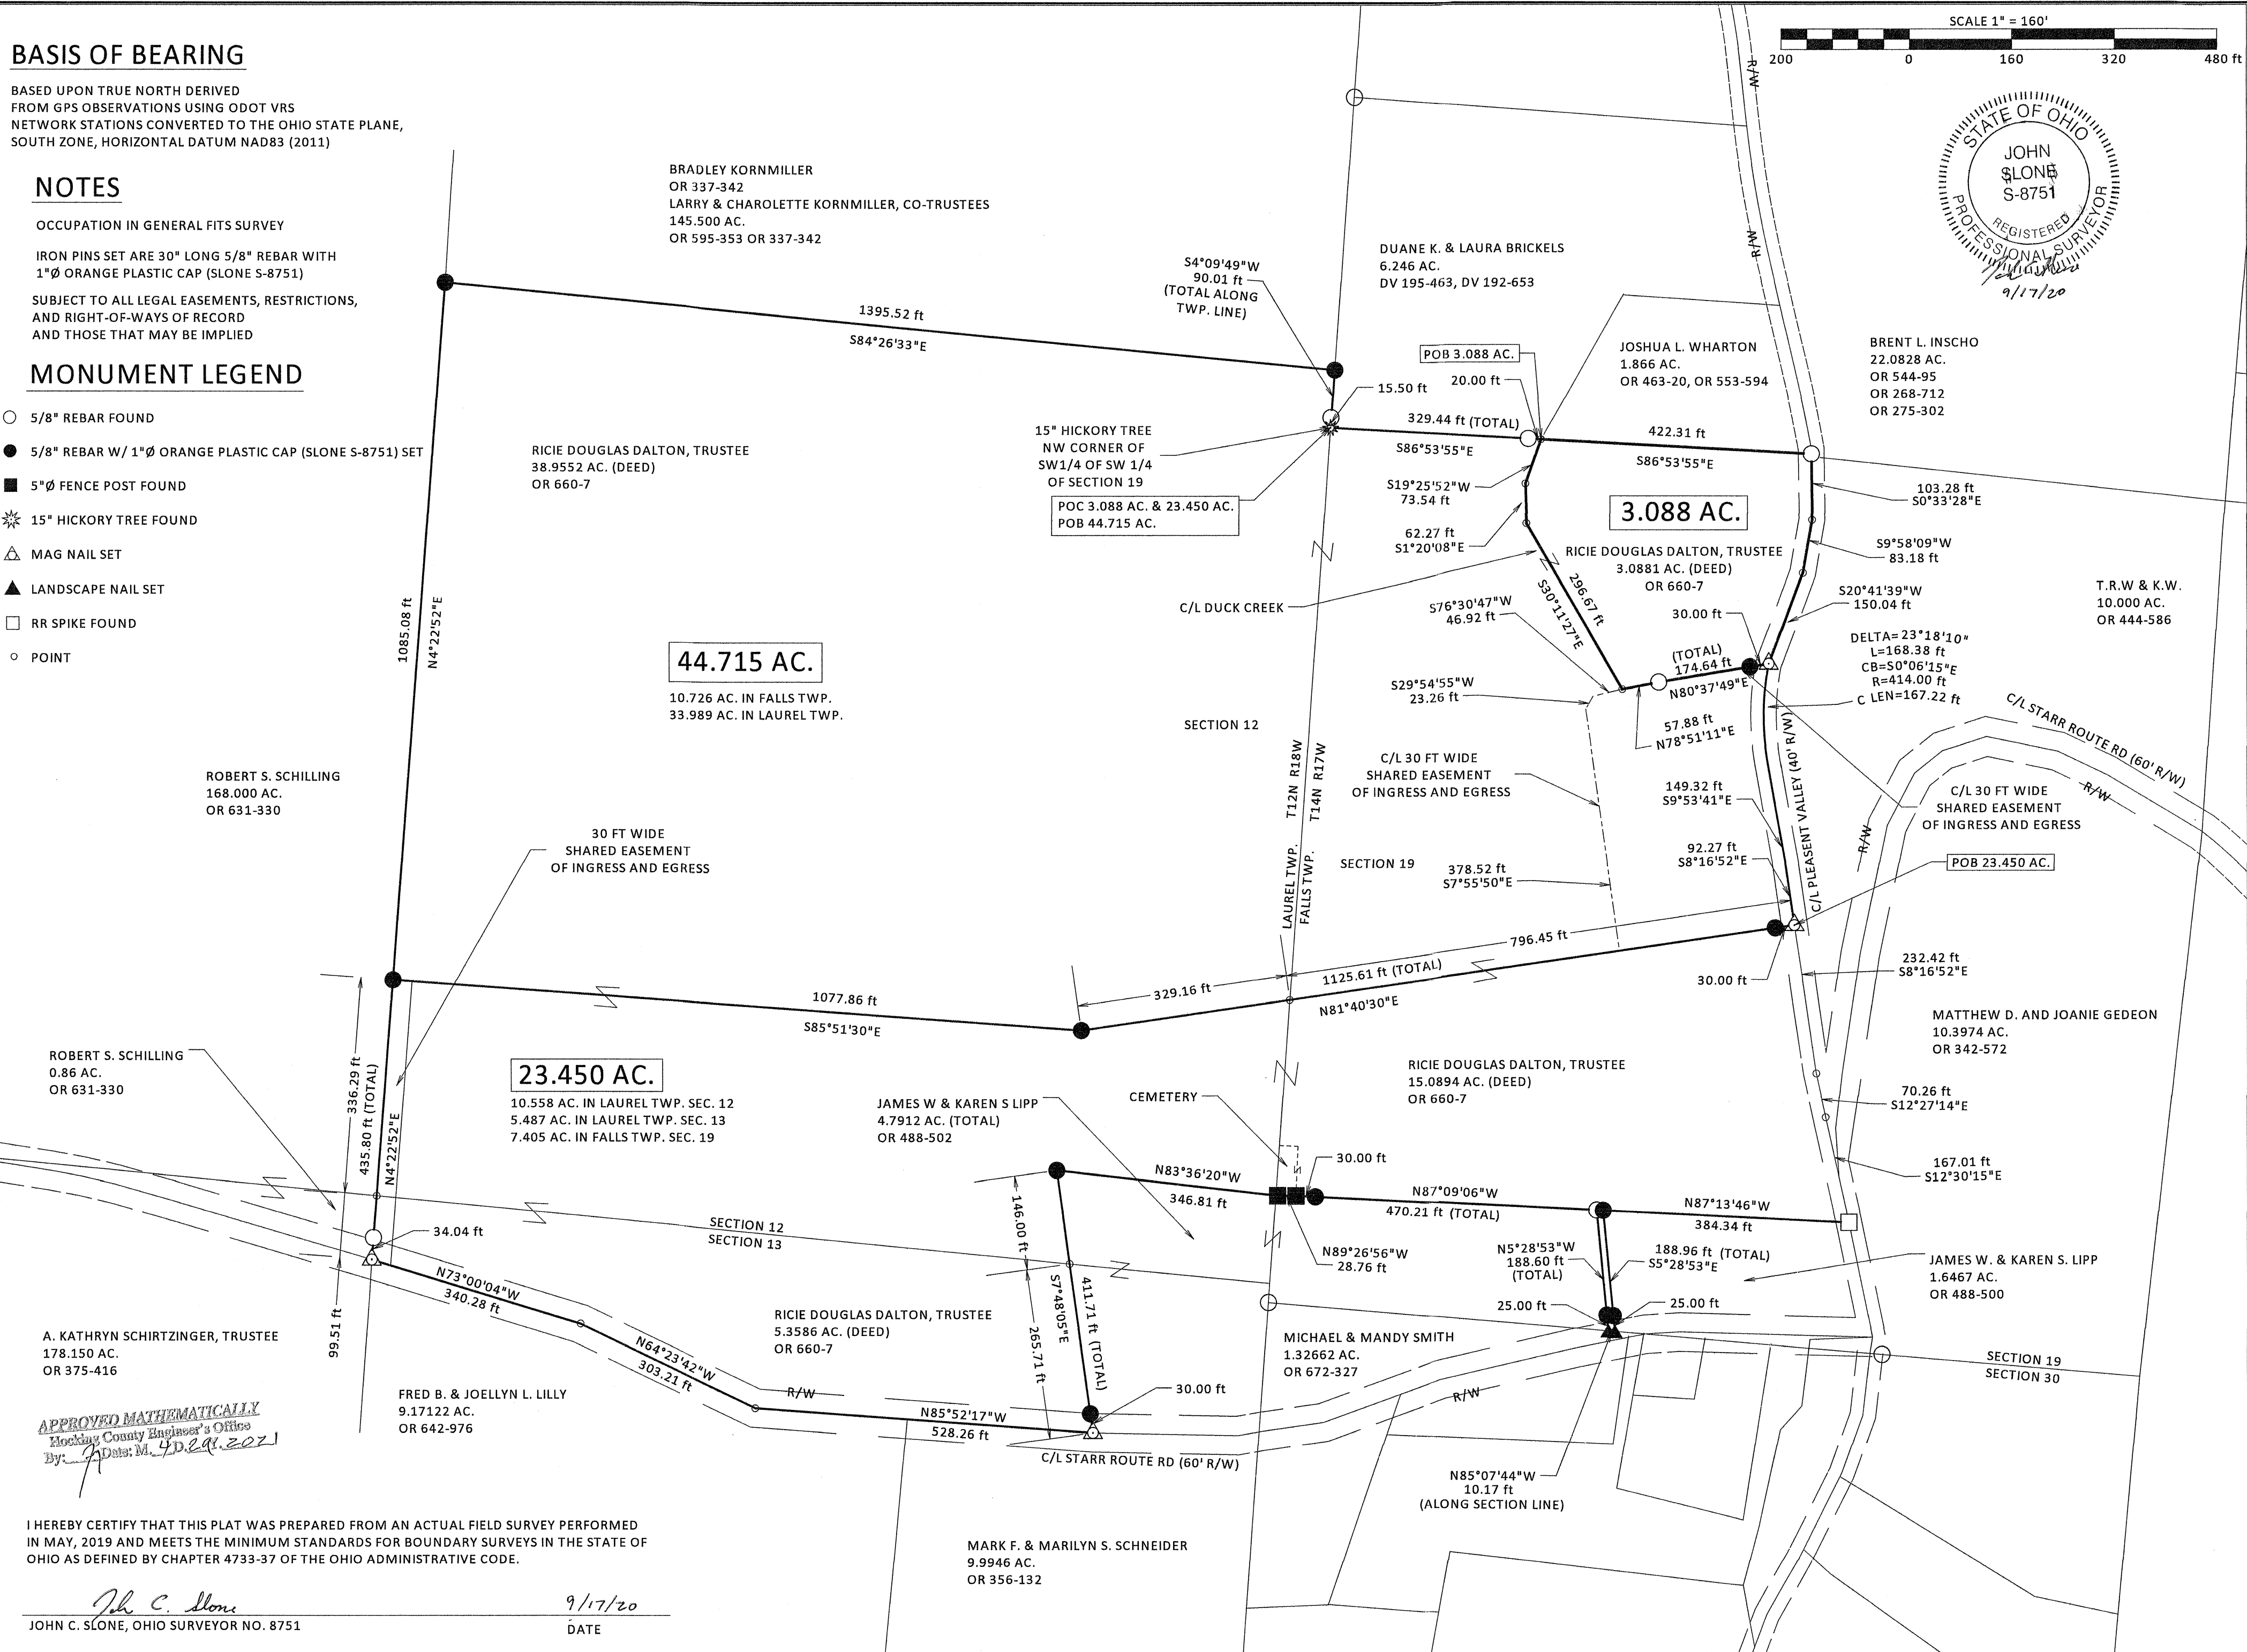 BASIS OF BEARING
BASED UPON TRUE NORTH DERIVED
FROM GPS OBSERVATIONS USING ODOT VRS
NETWORK STATIONS CONVERTED TO THE OHIO STATE PLANE,
SOUTH ZONE, HORIZONTAL DATUM NAD83 (2011)
NOTES
OCCUPATION IN GENERAL FITS SURVEY
IRON PINS SET ARE 30" LONG 5/8" REBAR WITH
1"Ø ORANGE PLASTIC CAP (SLONE S-8751)
SUBJECT TO ALL LEGAL EASEMENTS, RESTRICTIONS,
AND RIGHT-OF-WAYS OF RECORD
AND THOSE THAT MAY BE IMPLIED
MONUMENT LEGEND
5/8" REBAR FOUND
5/8" REBAR W/ 1"Ø ORANGE PLASTIC CAP (SLONE S-8751) SET
5"Ø FENCE POST FOUND
15" HICKORY TREE FOUND
MAG NAIL SET
LANDSCAPE NAIL SET
RR SPIKE FOUND
POINT
SCALE 1" = 160'
200 0 160 320 480 ft
STATE OF OHIO
JOHN
SLONE
S-8751
REGISTERED
PROFESSIONAL SURVEYOR
9/17/20
R/W
R/W
BRADLEY KORNMILLER
OR 337-342
LARRY & CHAROLETTE KORNMILLER, CO-TRUSTEES
145.500 AC.
OR 595-353 OR 337-342
1395.52 ft
S84°26'33"E
S4°09'49"W
90.01 ft
(TOTAL ALONG
TWP. LINE)
DUANE K. & LAURA BRICKELS
6.246 AC.
DV 195-463, DV 192-653
POB 3.088 AC.
JOSHUA L. WHARTON
1.866 AC.
OR 463-20, OR 553-594
BRENT L. INSCHO
22.0828 AC.
OR 544-95
OR 268-712
OR 275-302
15.50 ft
20.00 ft
329.44 ft (TOTAL)
S86°53'55"E
422.31 ft
S86°53'55"E
15" HICKORY TREE
NW CORNER OF
SW1/4 OF SW 1/4
OF SECTION 19
POC 3.088 AC. & 23.450 AC.
POB 44.715 AC.
RICIE DOUGLAS DALTON, TRUSTEE
38.9552 AC. (DEED)
OR 660-7
S19°25'52"W
73.54 ft
62.27 ft
S1°20'08"E
3.088 AC.
RICIE DOUGLAS DALTON, TRUSTEE
3.0881 AC. (DEED)
OR 660-7
103.28 ft
S0°33'28"E
S9°58'09"W
83.18 ft
S20°41'39"W
150.04 ft
T.R.W & K.W.
10.000 AC.
OR 444-586
C/L DUCK CREEK
296.67 ft
S30°11'27"E
S76°30'47"W
46.92 ft
30.00 ft
(TOTAL)
174.64 ft
N80°37'49"E
DELTA= 23°18'10"
L=168.38 ft
CB=S0°06'15"E
R=414.00 ft
C LEN=167.22 ft
1085.08 ft
N4°22'52"E
44.715 AC.
10.726 AC. IN FALLS TWP.
33.989 AC. IN LAUREL TWP.
S29°54'55"W
23.26 ft
57.88 ft
N78°51'11"E
C/L STARR ROUTE RD (60' R/W)
SECTION 12
T12N R18W
T14N R17W
LAUREL TWP.
FALLS TWP.
C/L 30 FT WIDE
SHARED EASEMENT
OF INGRESS AND EGRESS
149.32 ft
S9°53'41"E
C/L PLEASENT VALLEY (40' R/W)
C/L 30 FT WIDE
SHARED EASEMENT
OF INGRESS AND EGRESS
R/W
R/W
ROBERT S. SCHILLING
168.000 AC.
OR 631-330
30 FT WIDE
SHARED EASEMENT
OF INGRESS AND EGRESS
SECTION 19
378.52 ft
S7°55'50"E
92.27 ft
S8°16'52"E
POB 23.450 AC.
796.45 ft
1125.61 ft (TOTAL)
329.16 ft
N81°40'30"E
30.00 ft
232.42 ft
S8°16'52"E
1077.86 ft
S85°51'30"E
MATTHEW D. AND JOANIE GEDEON
10.3974 AC.
OR 342-572
ROBERT S. SCHILLING
0.86 AC.
OR 631-330
336.29 ft
435.80 ft (TOTAL)
N4°22'52"E
23.450 AC.
10.558 AC. IN LAUREL TWP. SEC. 12
5.487 AC. IN LAUREL TWP. SEC. 13
7.405 AC. IN FALLS TWP. SEC. 19
JAMES W & KAREN S LIPP
4.7912 AC. (TOTAL)
OR 488-502
CEMETERY
RICIE DOUGLAS DALTON, TRUSTEE
15.0894 AC. (DEED)
OR 660-7
70.26 ft
S12°27'14"E
167.01 ft
S12°30'15"E
30.00 ft
N83°36'20"W
346.81 ft
N87°09'06"W
470.21 ft (TOTAL)
N87°13'46"W
384.34 ft
34.04 ft
SECTION 12
SECTION 13
146.00 ft
N89°26'56"W
28.76 ft
N5°28'53"W
188.60 ft
(TOTAL)
188.96 ft (TOTAL)
S5°28'53"E
JAMES W. & KAREN S. LIPP
1.6467 AC.
OR 488-500
N73°00'04"W
340.28 ft
99.51 ft
S7°48'05"E
411.71 ft (TOTAL)
265.71 ft
25.00 ft
25.00 ft
A. KATHRYN SCHIRTZINGER, TRUSTEE
178.150 AC.
OR 375-416
N64°23'42"W
303.21 ft
RICIE DOUGLAS DALTON, TRUSTEE
5.3586 AC. (DEED)
OR 660-7
MICHAEL & MANDY SMITH
1.32662 AC.
OR 672-327
SECTION 19
SECTION 30
FRED B. & JOELLYN L. LILLY
9.17122 AC.
OR 642-976
R/W
30.00 ft
R/W
N85°52'17"W
528.26 ft
C/L STARR ROUTE RD (60' R/W)
APPROVED MATHEMATICALLY
Hocking County Engineer's Office
By: Date: M. 4 D. 29 Y. 2021
N85°07'44"W
10.17 ft
(ALONG SECTION LINE)
I HEREBY CERTIFY THAT THIS PLAT WAS PREPARED FROM AN ACTUAL FIELD SURVEY PERFORMED
IN MAY, 2019 AND MEETS THE MINIMUM STANDARDS FOR BOUNDARY SURVEYS IN THE STATE OF
OHIO AS DEFINED BY CHAPTER 4733-37 OF THE OHIO ADMINISTRATIVE CODE.
MARK F. & MARILYN S. SCHNEIDER
9.9946 AC.
OR 356-132
John C. Slone 9/17/20
JOHN C. SLONE, OHIO SURVEYOR NO. 8751 DATE